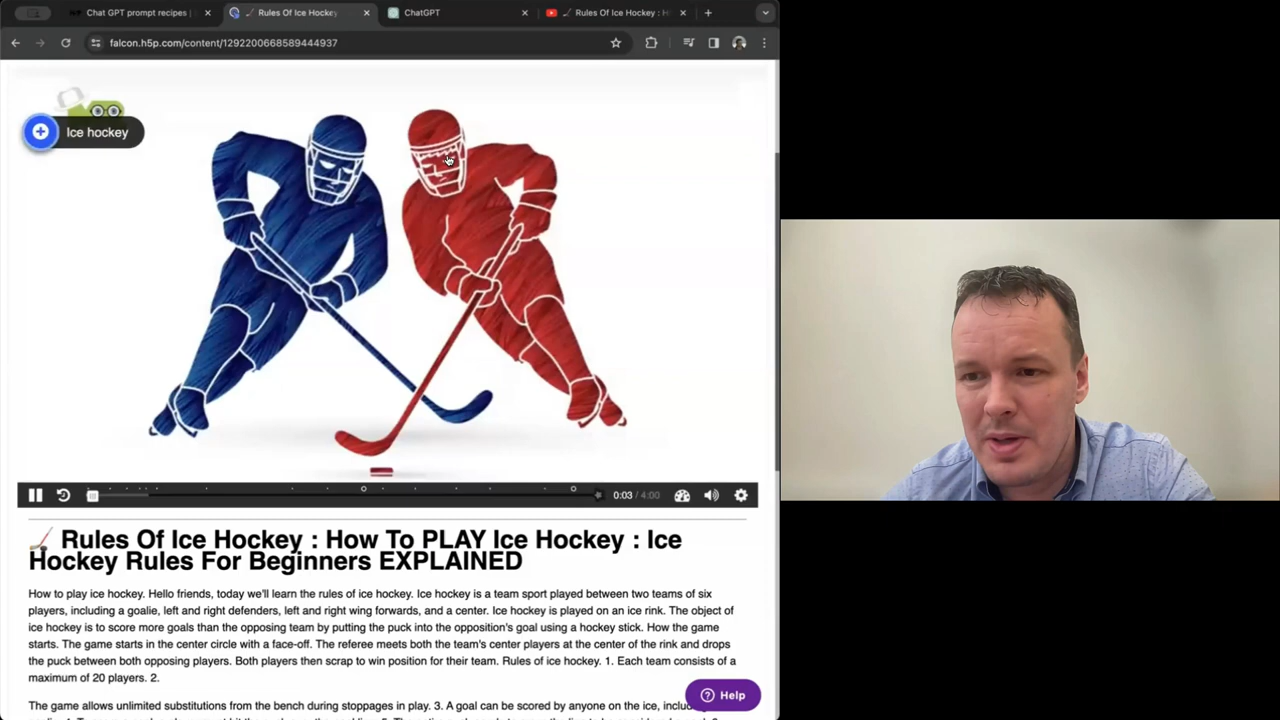 Chat GPT prompt recipes |
Rules Of Ice Hockey
ChatGPT
Rules Of Ice Hockey : H
falcon.h5p.com/content/1292200668589444937
Ice hockey
0:03 / 4:00
Rules Of Ice Hockey : How To PLAY Ice Hockey : Ice
Hockey Rules For Beginners EXPLAINED
How to play ice hockey. Hello friends, today we'll learn the rules of ice hockey. Ice hockey is a team sport played between two teams of six
players, including a goalie, left and right defenders, left and right wing forwards, and a center. Ice hockey is played on an ice rink. The object of
ice hockey is to score more goals than the opposing team by putting the puck into the opposition's goal using a hockey stick. How the game
starts. The game starts in the center circle with a face-off. The referee meets both the team's center players at the center of the rink and drops
the puck between both opposing players. Both players then scrap to win position for their team. Rules of ice hockey. 1. Each team consists of a
maximum of 20 players. 2.
Help
The game allows unlimited substitutions from the bench during stoppages in play. 3. A goal can be scored by anyone on the ice,